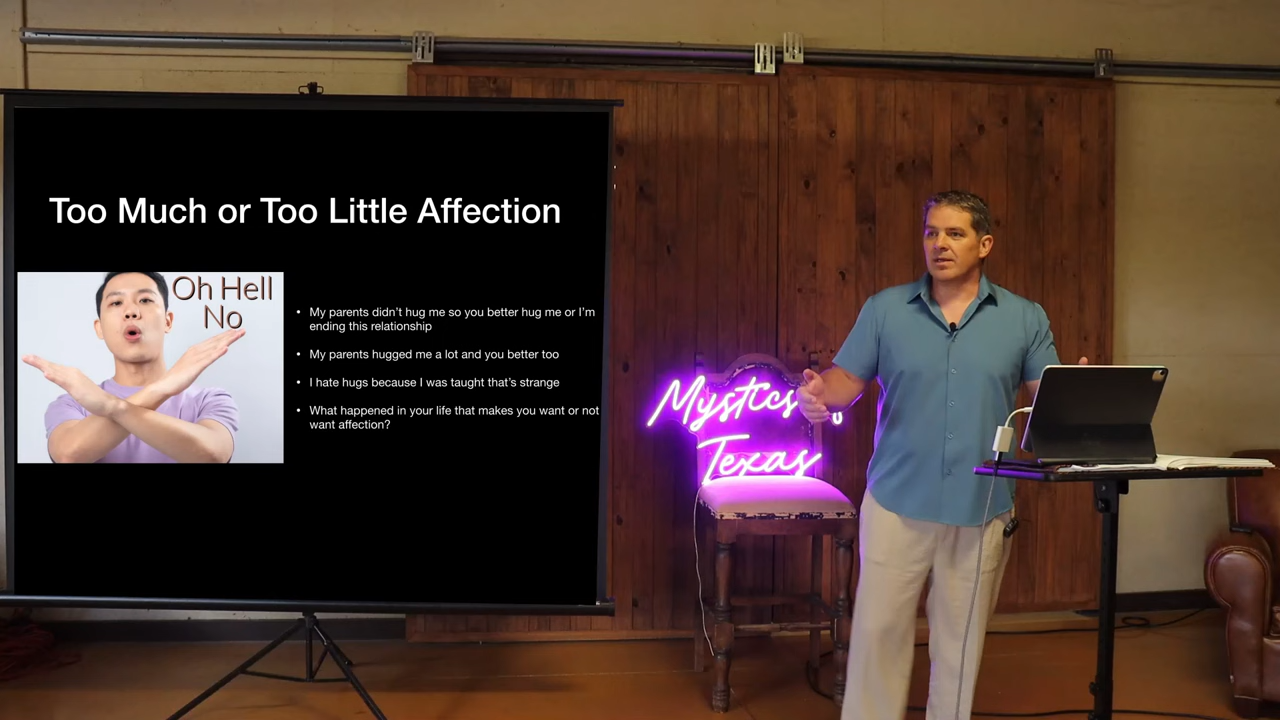 Too Much or Too Little Affection
Oh Hell
No
• My parents didn't hug me so you better hug me or I'm
ending this relationship
• My parents hugged me a lot and you better too
• I hate hugs because I was taught that's strange
• What happened in your life that makes you want or not
want affection?
Mystics
Texas